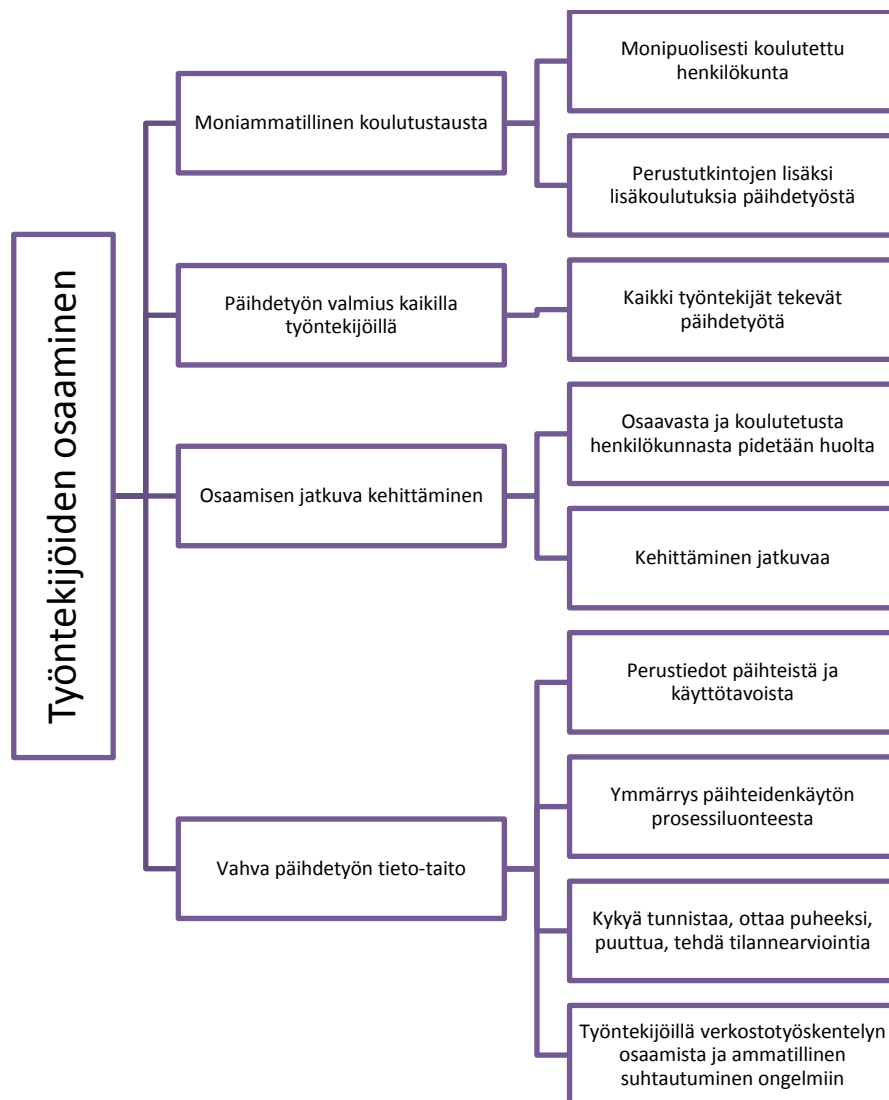 Työntekijöiden osaaminen
Moniammatillinen koulutustausta
Monipuolisesti koulutettu
henkilökunta
Perustutkintojen lisäksi
lisäkoulutuksia päihdetyöstä
Päihdetyön valmius kaikilla
työntekijöillä
Kaikki työntekijät tekevät
päihdetyötä
Osaamisen jatkuva kehittäminen
Osaavasta ja koulutetusta
henkilökunnasta pidetään huolta
Kehittäminen jatkuvaa
Vahva päihdetyön tieto-taito
Perustiedot päihteistä ja
käyttötavoista
Ymmärrys päihteidenkäytön
prosessiluonteesta
Kykyä tunnistaa, ottaa puheeksi,
puuttua, tehdä tilannearviointia
Työntekijöillä verkostotyöskentelyn
osaamista ja ammatillinen
suhtautuminen ongelmiin